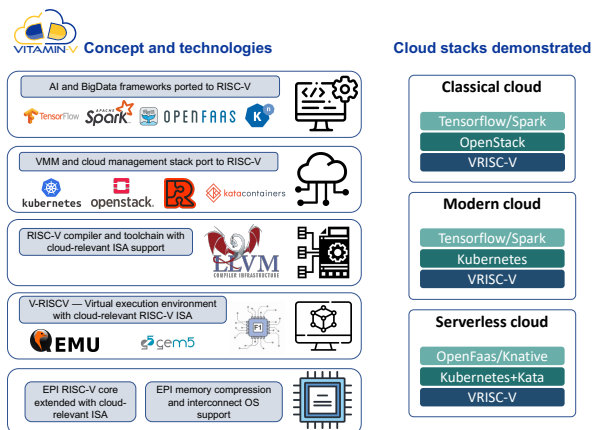 VITAMIN-V
Concept and technologies
AI and BigData frameworks ported to RISC-V
TensorFlow
APACHE
Spark
OPENFAAS
K
n
VMM and cloud management stack port to RISC-V
kubernetes
openstack.
R
katacontainers
RISC-V compiler and toolchain with
cloud-relevant ISA support
LLVM
COMPILER INFRASTRUCTURE
V-RISCV — Virtual execution environment
with cloud-relevant RISC-V ISA
QEMU
gem5
F1
EPI RISC-V core
extended with cloud-
relevant ISA
EPI memory compression
and interconnect OS
support
Cloud stacks demonstrated
Classical cloud
Tensorflow/Spark
OpenStack
VRISC-V
Modern cloud
Tensorflow/Spark
Kubernetes
VRISC-V
Serverless cloud
OpenFaas/Knative
Kubernetes+Kata
VRISC-V